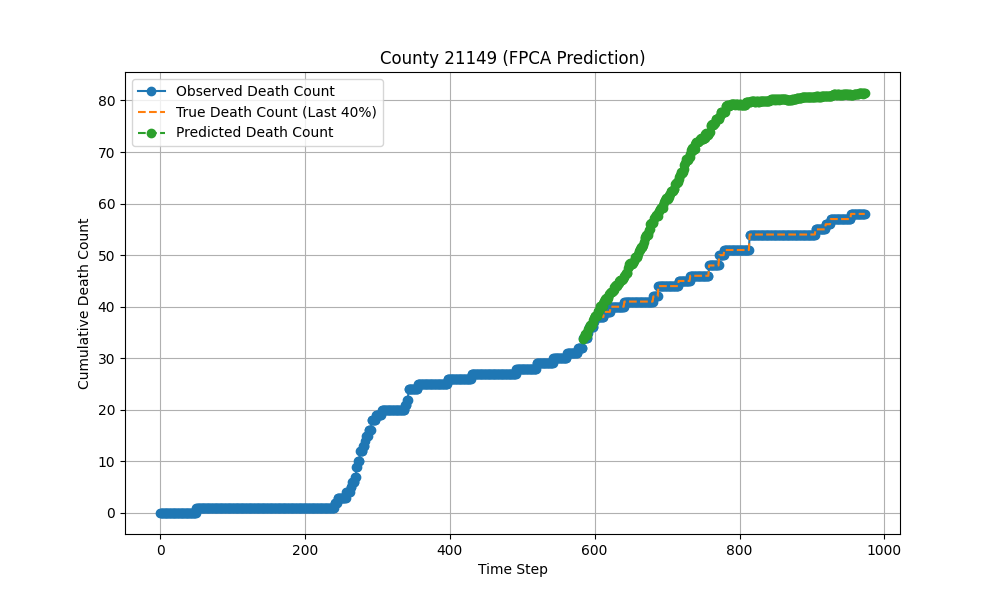 County 21149 (FPCA Prediction)
Observed Death Count
True Death Count (Last 40%)
Predicted Death Count
Cumulative Death Count
80
70
60
50
40
30
20
10
0
0 200 400 600 800 1000
Time Step